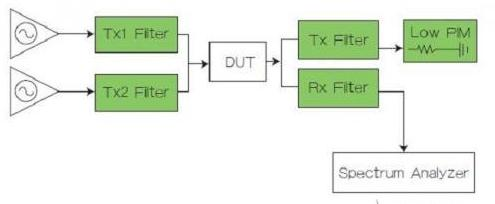 Tx1 Filter
Tx2 Filter
DUT
Tx Filter
Rx Filter
Low PIM
Spectrum Analyzer